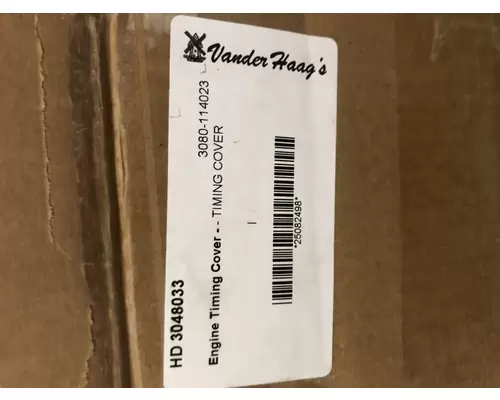 Vander Haag's
HD 3048033
3080-114023
Engine Timing Cover - - TIMING COVER
*25082498*